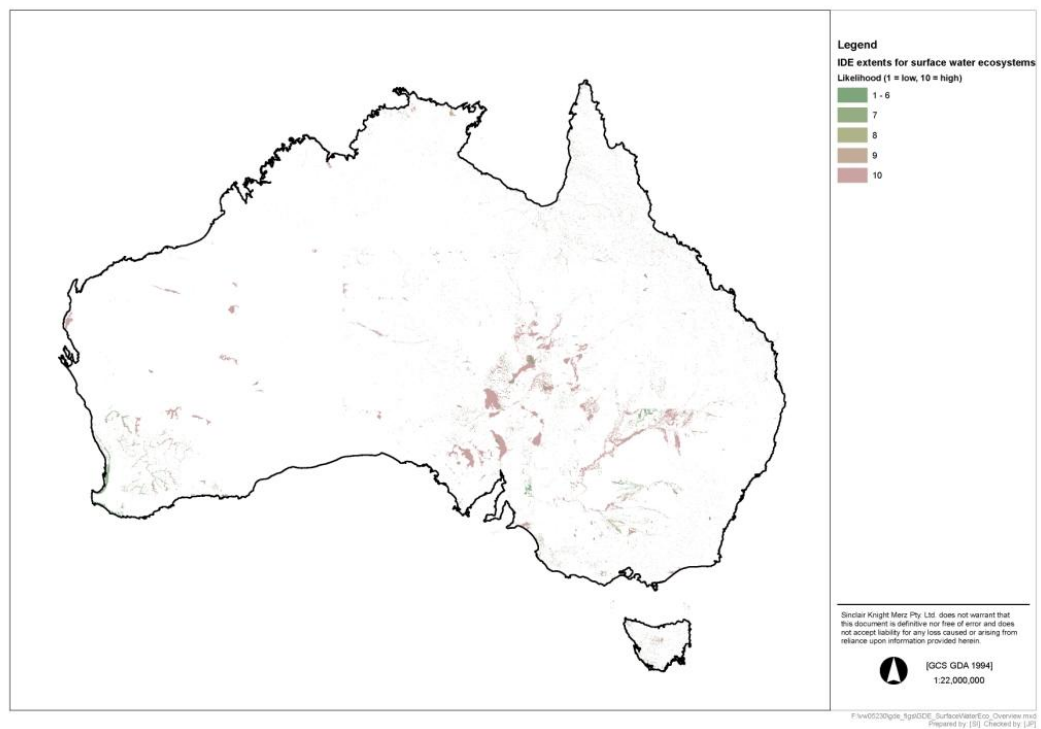 Legend
IDE extents for surface water ecosystems
Likelihood (1 = low, 10 = high)
1 - 6
7
8
9
10
Sinclair Knight Merz Pty. Ltd. does not warrant that
this document is definitive nor free of error and does
not accept liability for any loss caused or arising from
reliance upon information provided herein.
[GCS GDA 1994]
1:22,000,000
Prepared by: [SI] Checked by: [JP]